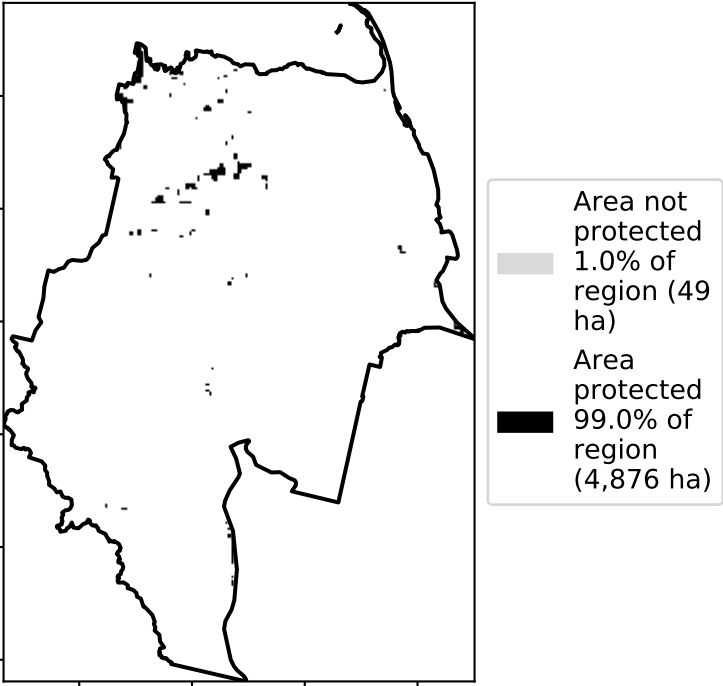 Area not
protected
1.0% of
region (49
ha)
Area
protected
99.0% of
region
(4,876 ha)